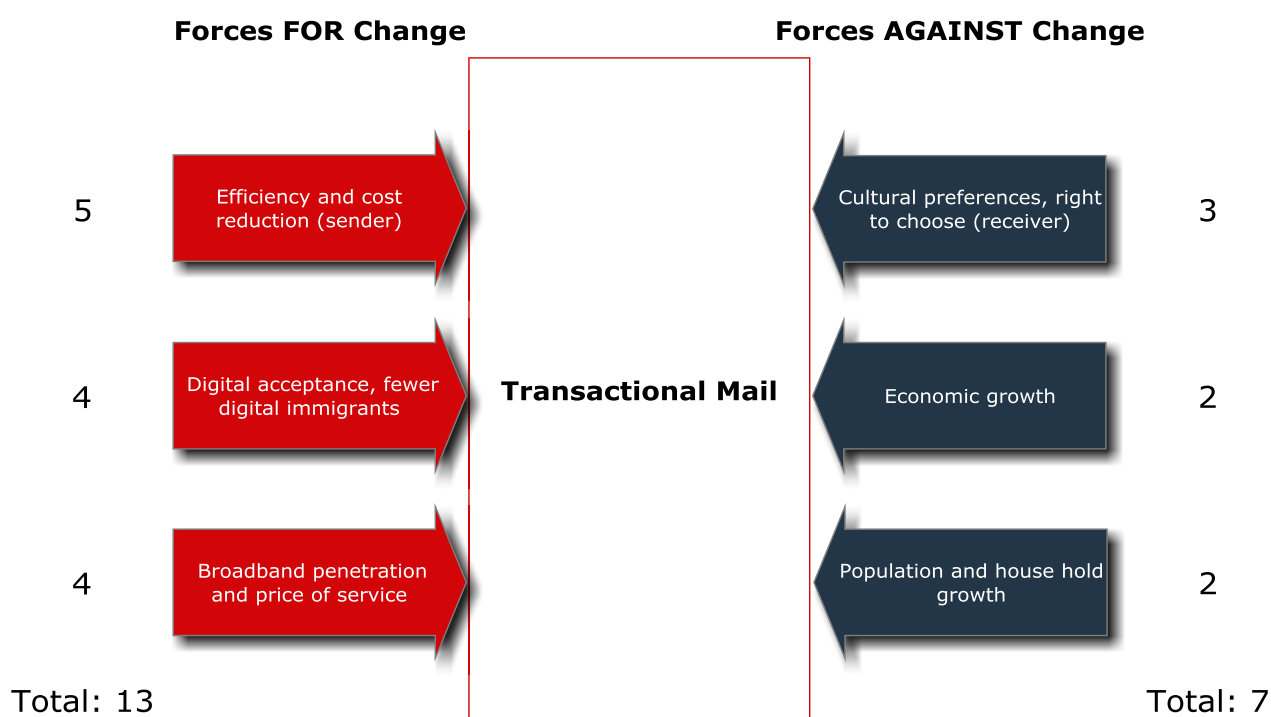 Forces FOR Change
Forces AGAINST Change
5
Efficiency and cost
reduction (sender)
Cultural preferences, right
to choose (receiver)
3
4
Digital acceptance, fewer
digital immigrants
Transactional Mail
Economic growth
2
4
Broadband penetration
and price of service
Population and house hold
growth
2
Total: 13
Total: 7